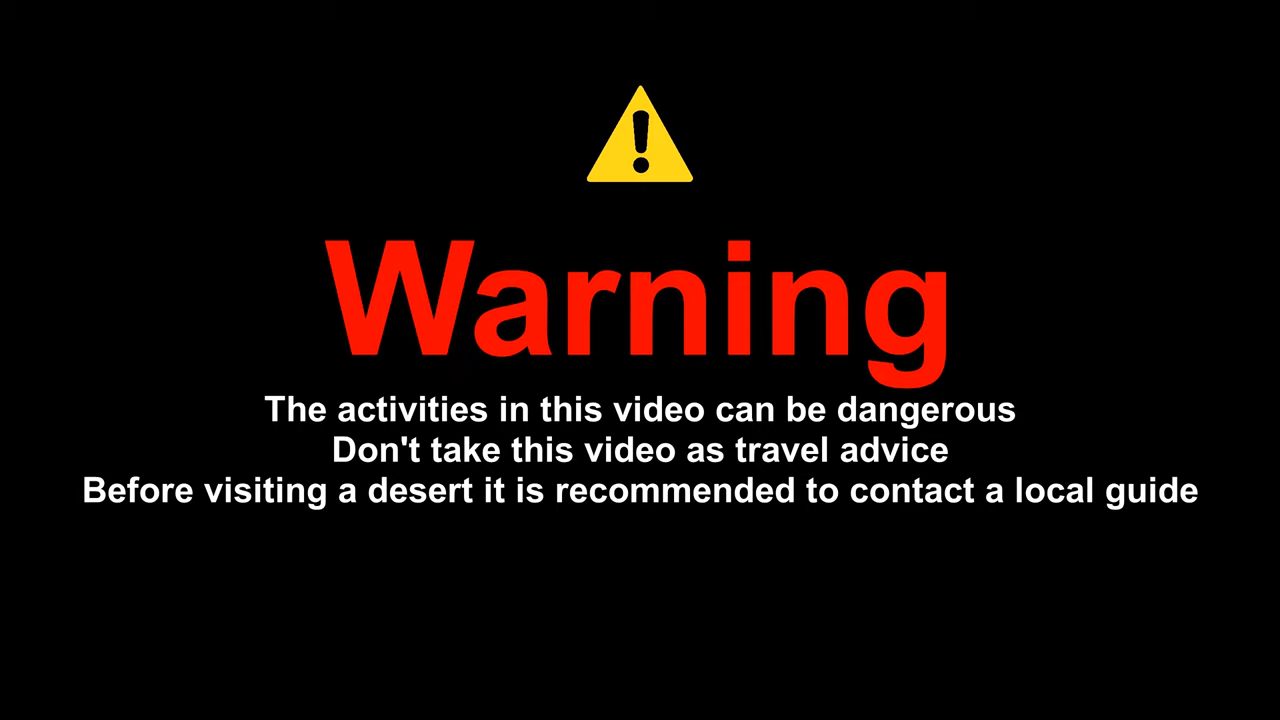 Warning
The activities in this video can be dangerous
Don't take this video as travel advice
Before visiting a desert it is recommended to contact a local guide